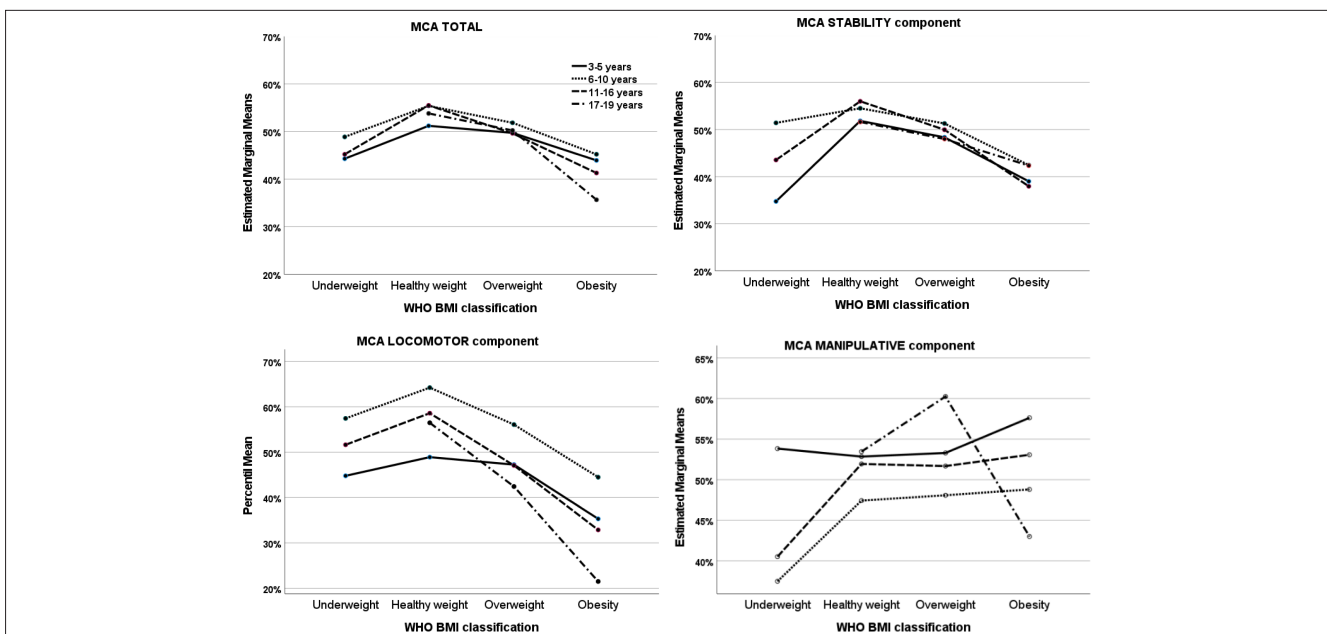 MCA TOTAL
70%
60%
50%
40%
30%
20%
Estimated Marginal Means
3-5 years
6-10 years
11-16 years
17-19 years
Underweight Healthy weight Overweight Obesity
WHO BMI classification
MCA STABILITY component
70%
60%
50%
40%
30%
20%
Estimated Marginal Means
Underweight Healthy weight Overweight Obesity
WHO BMI classification
MCA LOCOMOTOR component
70%
60%
50%
40%
30%
20%
Percentil Mean
Underweight Healthy weight Overweight Obesity
WHO BMI classification
MCA MANIPULATIVE component
65%
60%
55%
50%
45%
40%
Estimated Marginal Means
Underweight Healthy weight Overweight Obesity
WHO BMI classification